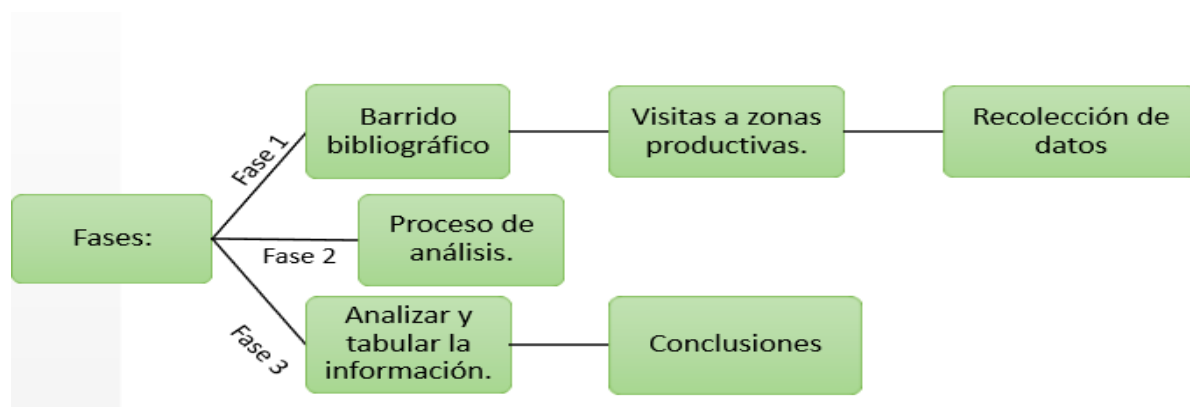 Fases:
Fase 1
Barrido
bibliográfico
Visitas a zonas
productivas.
Recolección de
datos
Fase 2
Proceso de
análisis.
Fase 3
Analizar y
tabular la
información.
Conclusiones